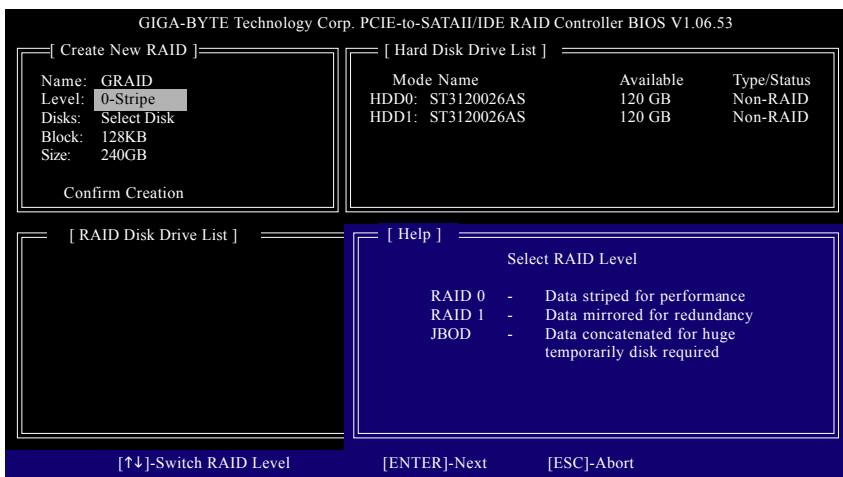 GIGA-BYTE Technology Corp. PCIE-to-SATAII/IDE RAID Controller BIOS V1.06.53
[ Create New RAID ]
Name: GRAID
Level: 0-Stripe
Disks: Select Disk
Block: 128KB
Size: 240GB
Confirm Creation
[ Hard Disk Drive List ]
Mode Name Available Type/Status
HDD0: ST3120026AS 120 GB Non-RAID
HDD1: ST3120026AS 120 GB Non-RAID
[ RAID Disk Drive List ]
[ Help ]
Select RAID Level
RAID 0 - Data striped for performance
RAID 1 - Data mirrored for redundancy
JBOD - Data concatenated for huge
temporarily disk required
[↑↓]-Switch RAID Level [ENTER]-Next [ESC]-Abort